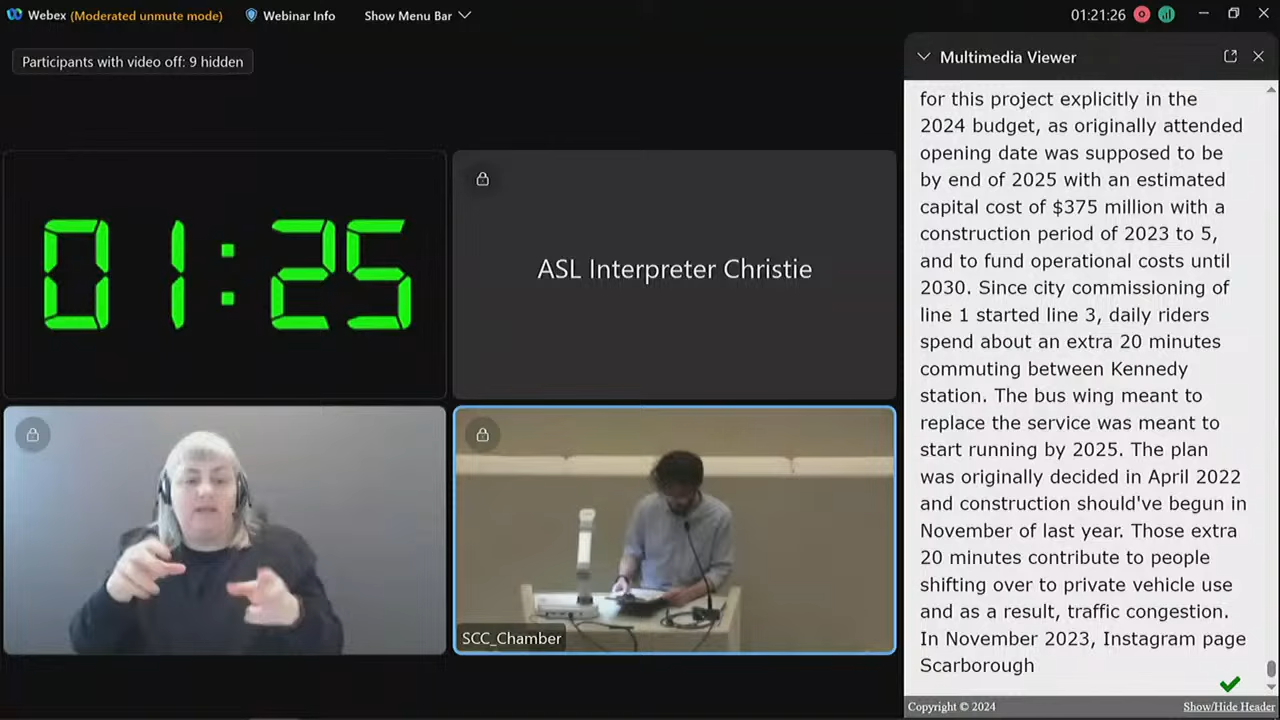 Webex (Moderated unmute mode) Webinar Info Show Menu Bar 01:21:26
Participants with video off: 9 hidden
01:25
ASL Interpreter Christie
SCC_Chamber
Multimedia Viewer
for this project explicitly in the
2024 budget, as originally attended
opening date was supposed to be
by end of 2025 with an estimated
capital cost of $375 million with a
construction period of 2023 to 5,
and to fund operational costs until
2030. Since city commissioning of
line 1 started line 3, daily riders
spend about an extra 20 minutes
commuting between Kennedy
station. The bus wing meant to
replace the service was meant to
start running by 2025. The plan
was originally decided in April 2022
and construction should've begun in
November of last year. Those extra
20 minutes contribute to people
shifting over to private vehicle use
and as a result, traffic congestion.
In November 2023, Instagram page
Scarborough
Copyright © 2024 Show/Hide Header